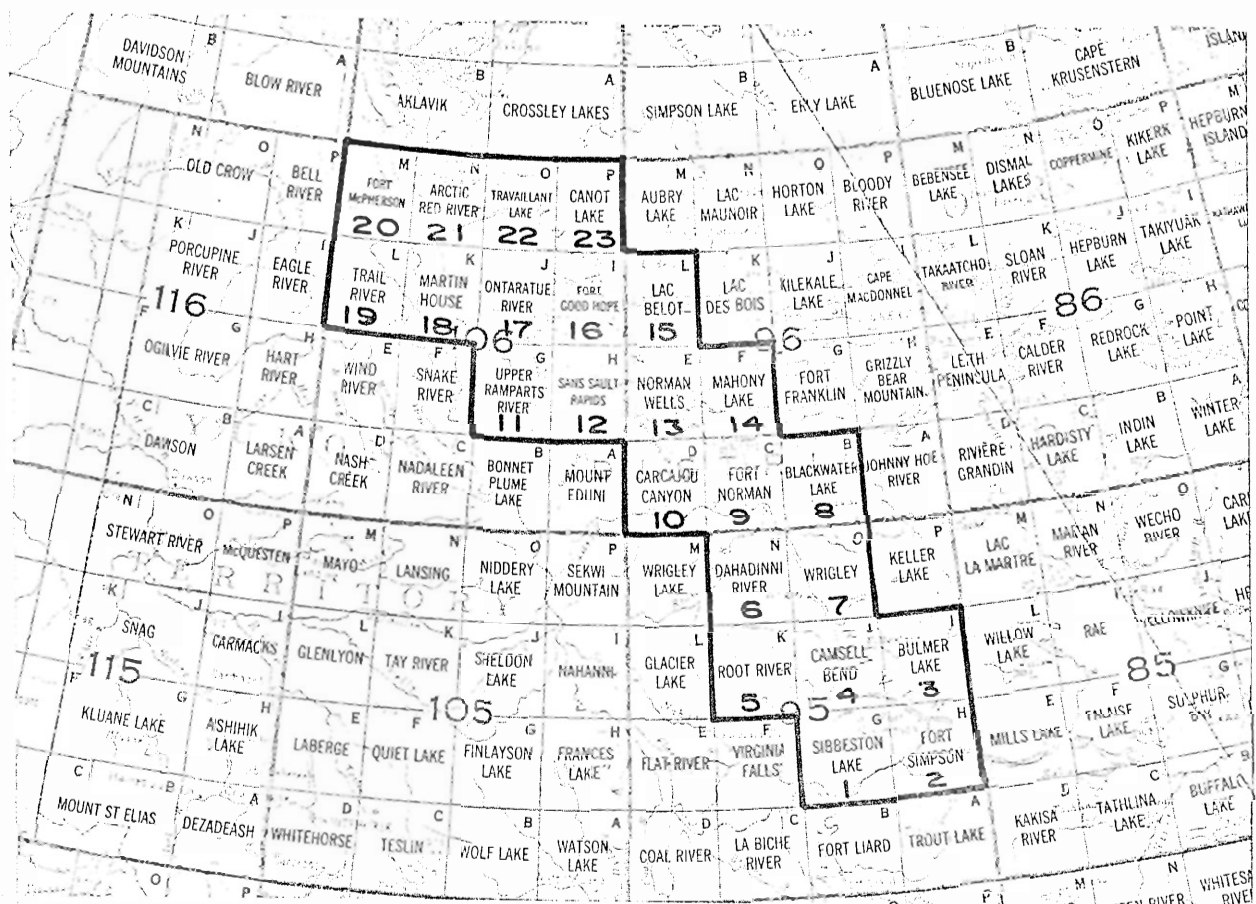 DAVIDSON
MOUNTAINS
B
BLOW RIVER
A
AKLAVIK
B
CROSSLEY LAKES
A
SIMPSON LAKE
B
ERLY LAKE
A
BLUENOSE LAKE
B
CAPE
KRUSENSTERN
N
OLD CROW
O
BELL
RIVER
P
FORT
McPHERSON
M
20
ARCTIC
RED RIVER
N
21
TRAVAILLANT
LAKE
O
22
CANOT
LAKE
P
23
AUBRY
LAKE
M
LAC
MAUNOIR
N
HORTON
LAKE
O
BLOODY
RIVER
P
BEBENSEE
LAKE
M
DISMAL
LAKES
N
COPPERMINE
O
KIKERK
LAKE
P
HEPBURN
ISLAND
M
K
PORCUPINE
RIVER
J
EAGLE
RIVER
I
116
TRAIL
RIVER
L
19
MARTIN
HOUSE
K
18
106
ONTARATUE
RIVER
J
17
FORT
GOOD HOPE
I
16
LAC
BELOT
L
15
LAC
DES BOIS
K
96
KILEKALE
LAKE
J
CAPE
MACDONNEL
I
TAKAATCHO
RIVER
L
SLOAN
RIVER
K
HEPBURN
LAKE
J
TAKIYUAK
LAKE
I
86
F
OGILVIE RIVER
G
HART
RIVER
H
WIND
RIVER
E
SNAKE
RIVER
F
UPPER
RAMPARTS
RIVER
G
11
SANS SAULT
RAPIDS
H
12
NORMAN
WELLS
E
13
MAHONY
LAKE
F
14
FORT
FRANKLIN
G
GRIZZLY
BEAR
MOUNTAIN
H
LEITH
PENINSULA
E
CALDER
RIVER
F
REDROCK
LAKE
G
POINT
LAKE
H
C
DAWSON
B
LARSEN
CREEK
A
NASH
CREEK
D
NADALEEN
RIVER
C
BONNET
PLUME
LAKE
B
MOUNT
EDUNI
A
CARCAJOU
CANYON
D
10
FORT
NORMAN
C
9
BLACKWATER
LAKE
B
8
JOHNNY HOE
RIVER
A
RIVIÈRE
GRANDIN
D
HARDISTY
LAKE
C
INDIN
LAKE
B
WINTER
LAKE
A
N
STEWART RIVER
O
McQUESTEN
P
MAYO
M
LANSING
N
NIDDERY
LAKE
O
SEKWI
MOUNTAIN
P
WRIGLEY
LAKE
M
DAHADINNI
RIVER
N
6
WRIGLEY
O
7
KELLER
LAKE
P
LAC
LA MARTRE
M
MARIAN
RIVER
N
WECHO
RIVER
O
K
SNAG
J
115
CARMACKS
I
GLENLYON
L
TAY RIVER
K
105
SHELDON
LAKE
J
NAHANNI
I
GLACIER
LAKE
L
ROOT RIVER
K
5
CAMSELL
BEND
J
4
95
BULMER
LAKE
I
3
WILLOW
LAKE
L
RAE
J
85
F
KLUANE LAKE
G
AISHIHIK
LAKE
H
LABERGE
E
QUIET LAKE
F
FINLAYSON
LAKE
G
FRANCES
LAKE
H
FLAT RIVER
E
VIRGINIA
FALLS
F
SIBBESTON
LAKE
G
1
FORT
SIMPSON
H
2
MILLS LAKE
E
FALAISE
LAKE
F
SULPHUR
BAY
G
C
MOUNT ST ELIAS
B
DEZADEASH
A
WHITEHORSE
D
TESLIN
C
WOLF LAKE
B
WATSON
LAKE
A
COAL RIVER
D
LA BICHE
RIVER
C
FORT LIARD
B
TROUT LAKE
A
KAKISA
RIVER
D
TATHLINA
LAKE
C
BUFFALO
LAKE
B
O
P
P
M
N